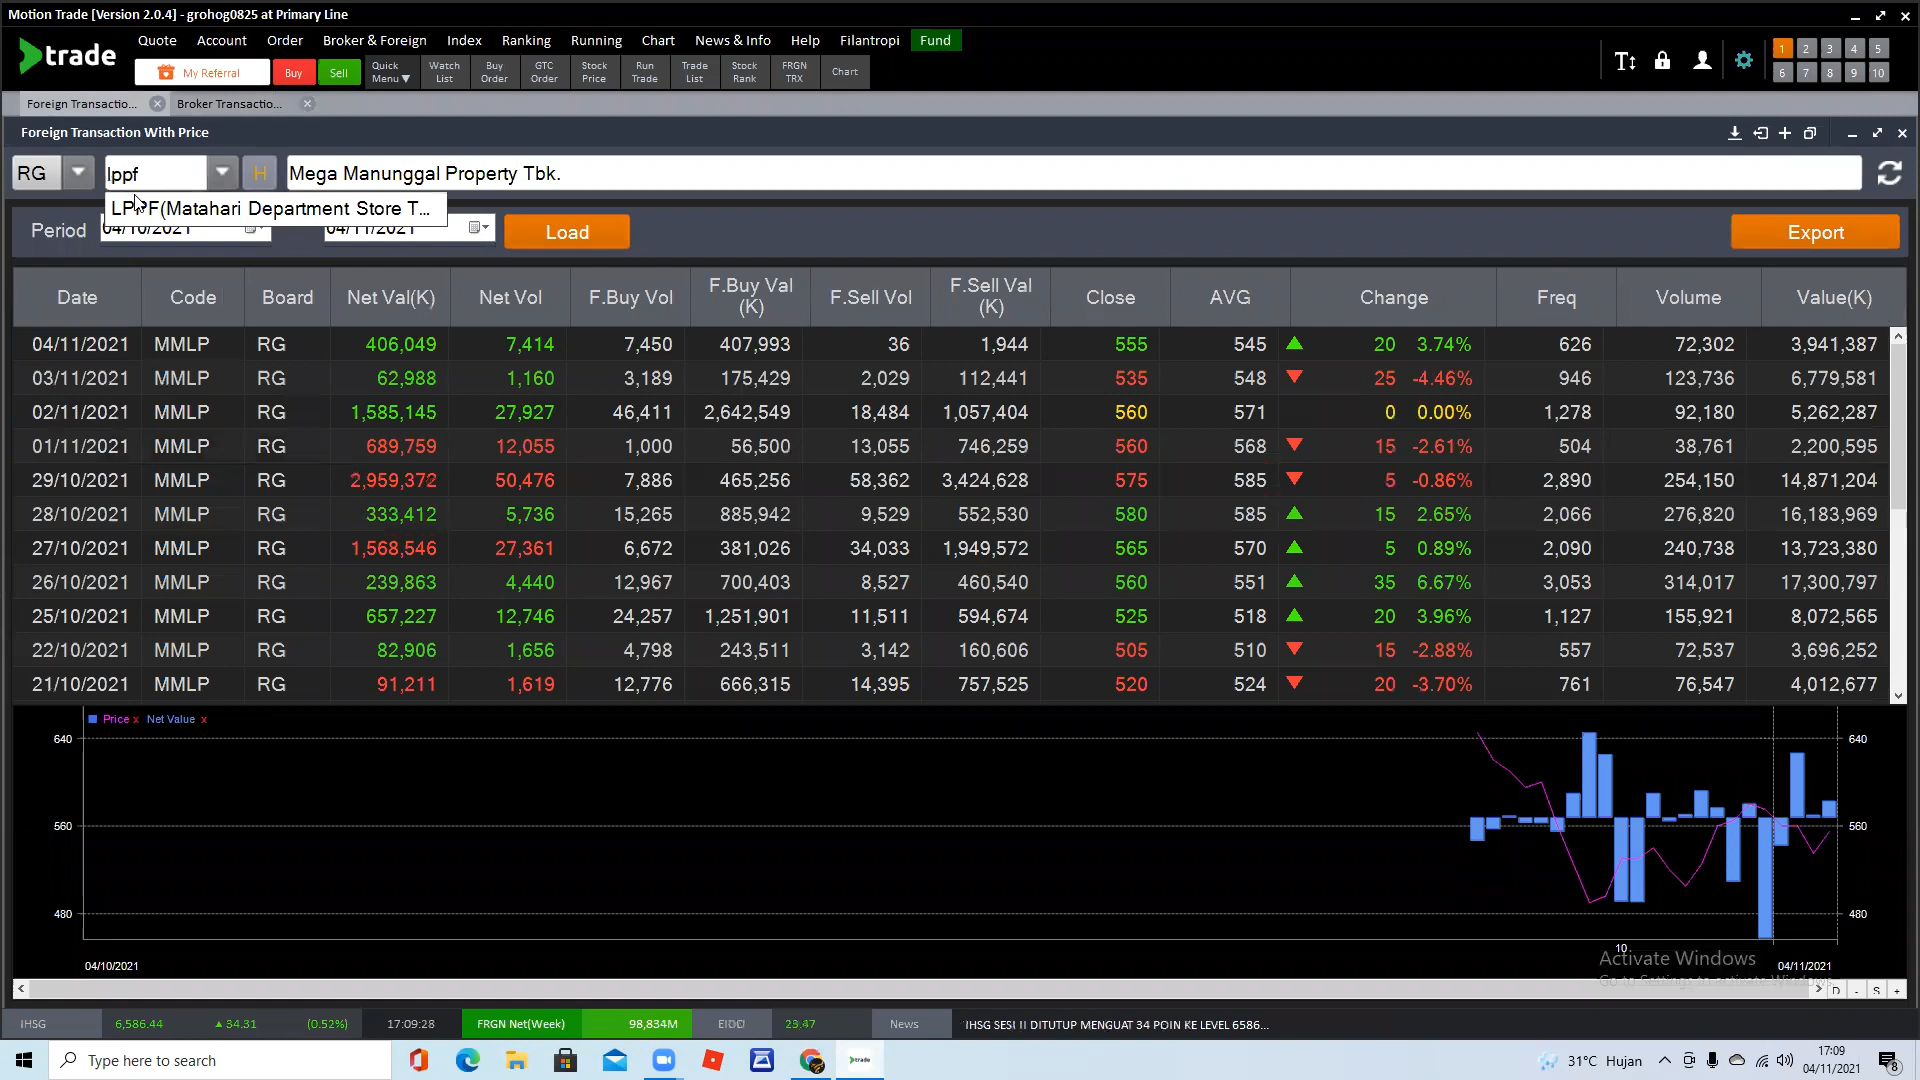 Motion Trade [Version 2.0.4] - grohog0825 at Primary Line
trade
Quote Account Order Broker & Foreign Index Ranking Running Chart News & Info Help Filantropi Fund
My Referral Buy Sell Quick Menu▼ Watch List Buy Order GTC Order Stock Price Run Trade Trade List Stock Rank FRGN TRX Chart
1 2 3 4 5
6 7 8 9 10
Foreign Transactio... Broker Transactio...
Foreign Transaction With Price
RG lppf H Mega Manunggal Property Tbk.
LPPF(Matahari Department Store T...
Period 04/10/2021 04/11/2021 Load Export
Date Code Board Net Val(K) Net Vol F.Buy Vol F.Buy Val (K) F.Sell Vol F.Sell Val (K) Close AVG Change Freq Volume Value(K)
04/11/2021 MMLP RG 406,049 7,414 7,450 407,993 36 1,944 555 545 20 3.74% 626 72,302 3,941,387
03/11/2021 MMLP RG 62,988 1,160 3,189 175,429 2,029 112,441 535 548 25 -4.46% 946 123,736 6,779,581
02/11/2021 MMLP RG 1,585,145 27,927 46,411 2,642,549 18,484 1,057,404 560 571 0 0.00% 1,278 92,180 5,262,287
01/11/2021 MMLP RG 689,759 12,055 1,000 56,500 13,055 746,259 560 568 15 -2.61% 504 38,761 2,200,595
29/10/2021 MMLP RG 2,959,372 50,476 7,886 465,256 58,362 3,424,628 575 585 5 -0.86% 2,890 254,150 14,871,204
28/10/2021 MMLP RG 333,412 5,736 15,265 885,942 9,529 552,530 580 585 15 2.65% 2,066 276,820 16,183,969
27/10/2021 MMLP RG 1,568,546 27,361 6,672 381,026 34,033 1,949,572 565 570 5 0.89% 2,090 240,738 13,723,380
26/10/2021 MMLP RG 239,863 4,440 12,967 700,403 8,527 460,540 560 551 35 6.67% 3,053 314,017 17,300,797
25/10/2021 MMLP RG 657,227 12,746 24,257 1,251,901 11,511 594,674 525 518 20 3.96% 1,127 155,921 8,072,565
22/10/2021 MMLP RG 82,906 1,656 4,798 243,511 3,142 160,606 505 510 15 -2.88% 557 72,537 3,696,252
21/10/2021 MMLP RG 91,211 1,619 12,776 666,315 14,395 757,525 520 524 20 -3.70% 761 76,547 4,012,677
Price x Net Value x
640 640
560 560
480 480
10
Activate Windows
04/10/2021 04/11/2021
Go to Settings to activate Windows.
D - S +
IHSG 6,586.44 ▲ 34.31 (0.52%) 17:09:28 FRGN Net(Week) 98,834M EIDO 23.47 News IHSG SESI II DITUTUP MENGUAT 34 POIN KE LEVEL 6586...
Type here to search trade 31°C Hujan 17:09
04/11/2021 8